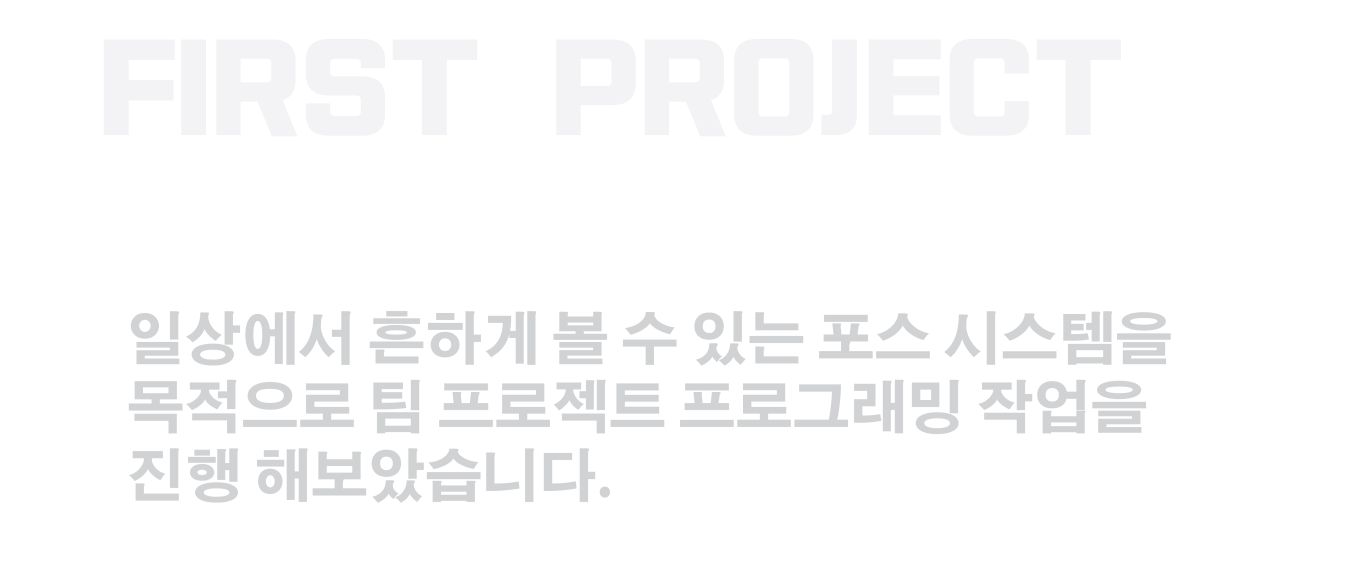 FIRST PROJECT
일상에서 흔하게 볼 수 있는 포스 시스템을
목적으로 팀 프로젝트 프로그래밍 작업을
진행 해보았습니다.